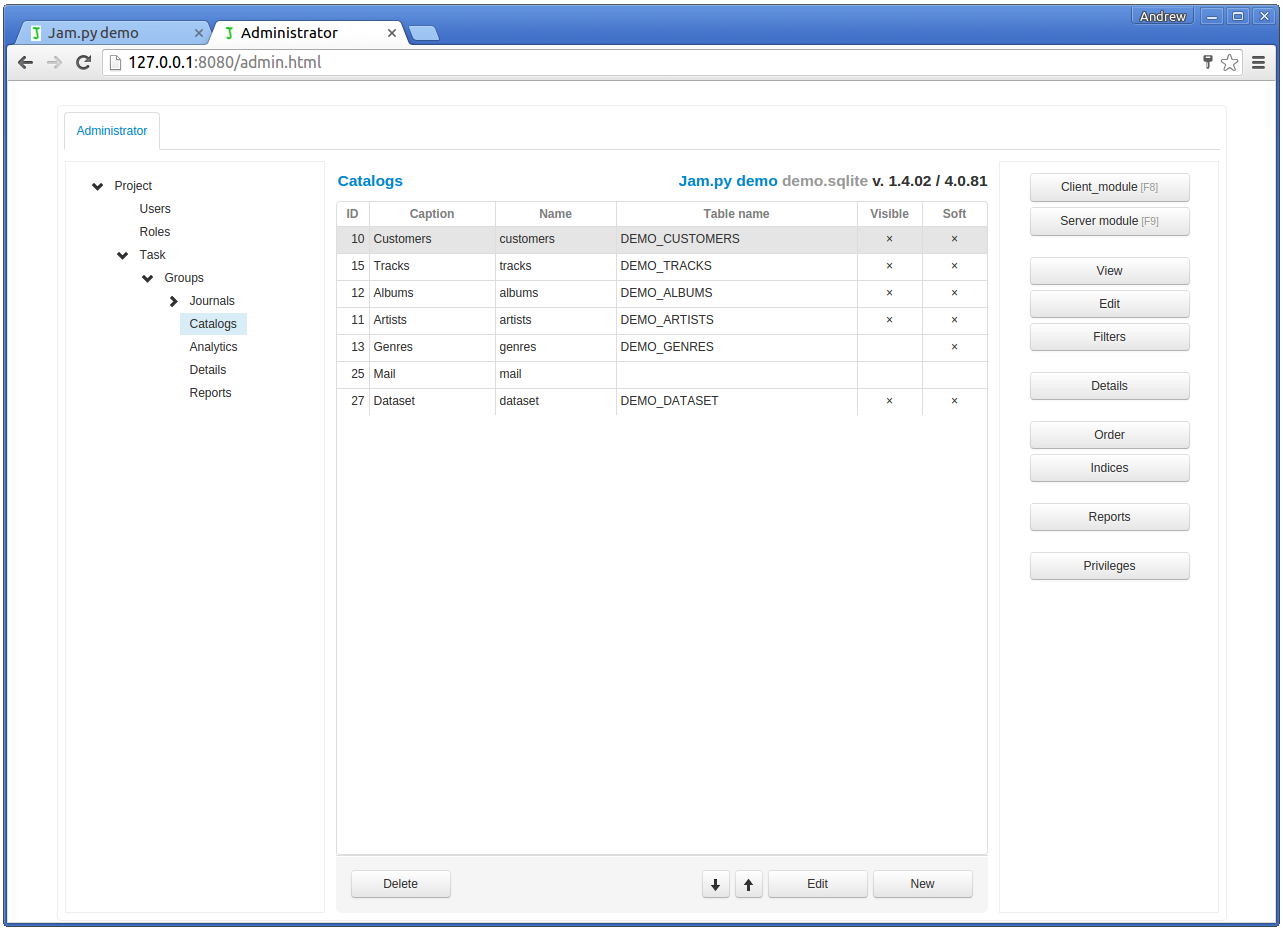 Andrew
Jam.py demo × Administrator ×
127.0.0.1:8080/admin.html
Administrator
Project
Users
Roles
Task
Groups
Journals
Catalogs
Analytics
Details
Reports
Catalogs Jam.py demo demo.sqlite v. 1.4.02 / 4.0.81
ID Caption Name Table name Visible Soft
10 Customers customers DEMO_CUSTOMERS × ×
15 Tracks tracks DEMO_TRACKS × ×
12 Albums albums DEMO_ALBUMS × ×
11 Artists artists DEMO_ARTISTS × ×
13 Genres genres DEMO_GENRES ×
25 Mail mail
27 Dataset dataset DEMO_DATASET × ×
Delete Edit New
Client_module [F8]
Server module [F9]
View
Edit
Filters
Details
Order
Indices
Reports
Privileges